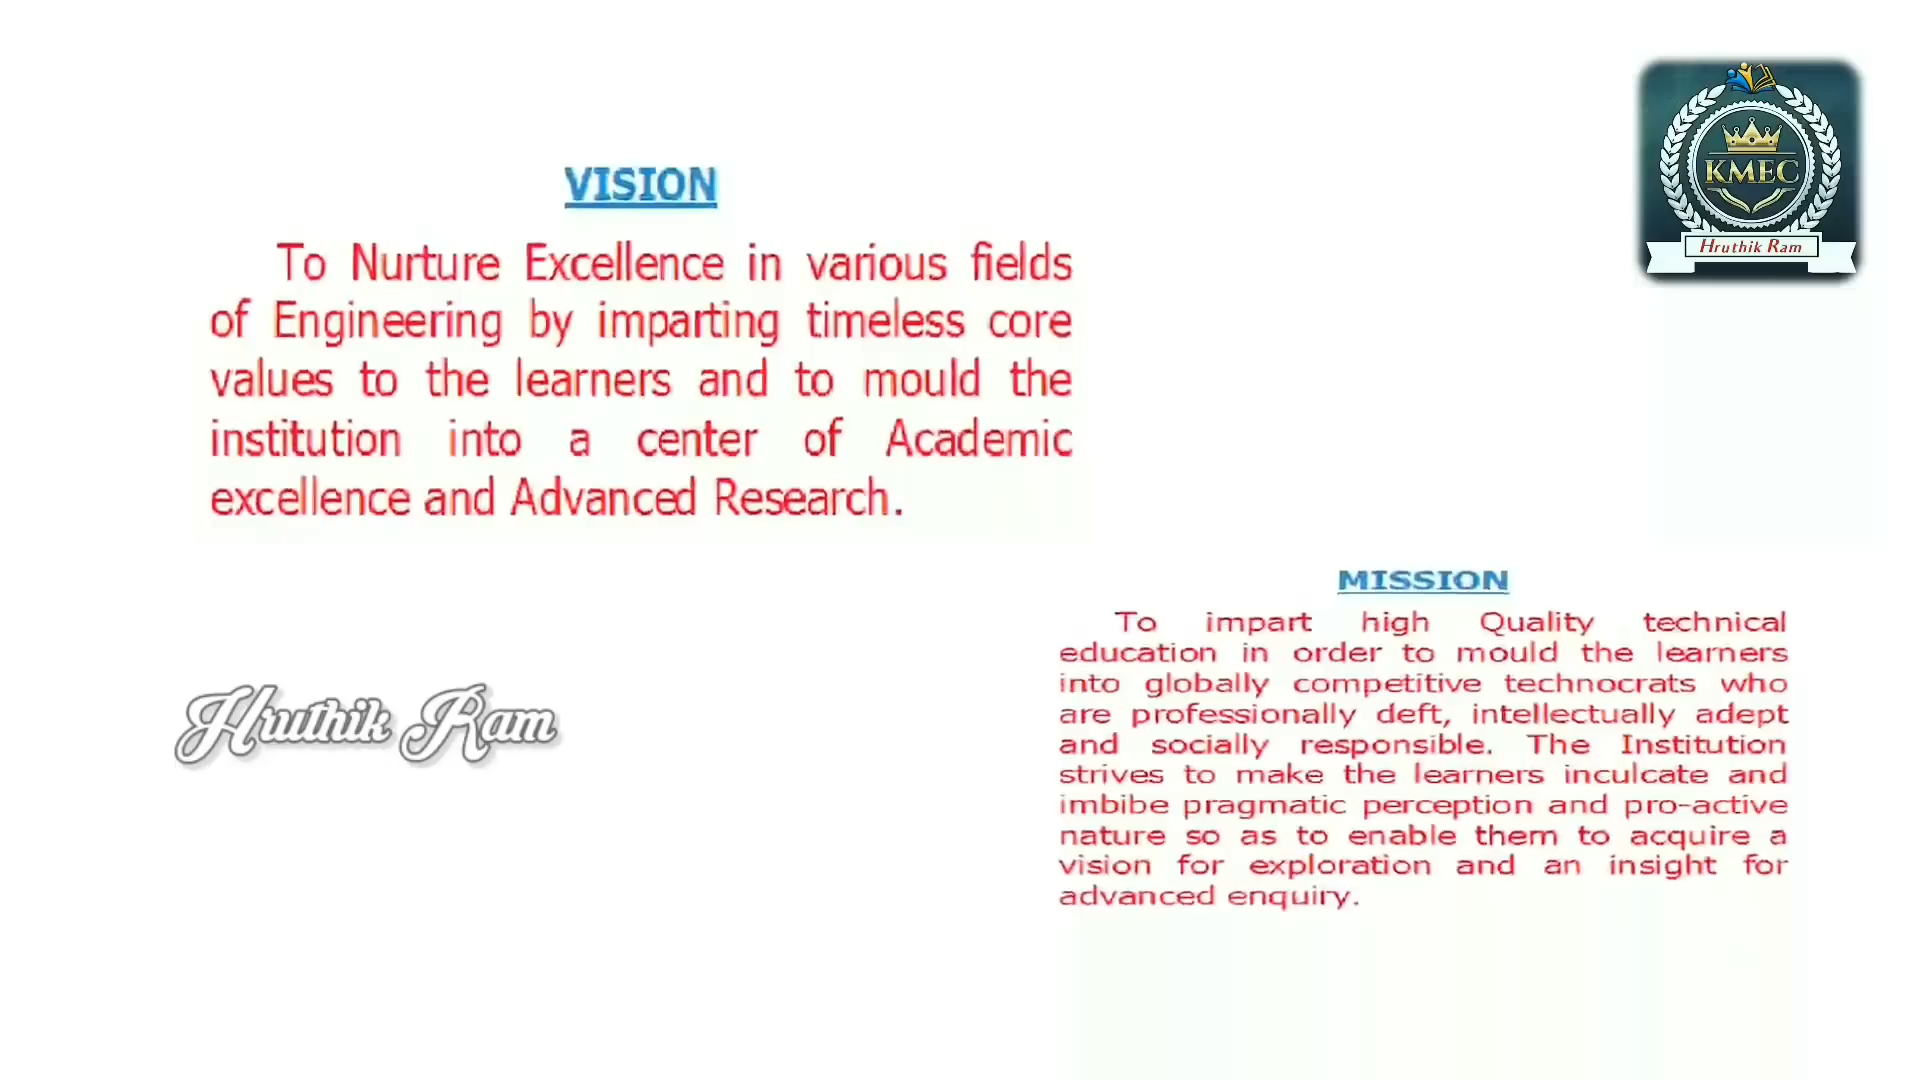 VISION
To Nurture Excellence in various fields
of Engineering by imparting timeless core
values to the learners and to mould the
institution into a center of Academic
excellence and Advanced Research.
KMEC
Hruthik Ram
MISSION
To impart high Quality technical
education in order to mould the learners
into globally competitive technocrats who
are professionally deft, intellectually adept
and socially responsible. The Institution
strives to make the learners inculcate and
imbibe pragmatic perception and pro-active
nature so as to enable them to acquire a
vision for exploration and an insight for
advanced enquiry.
Hruthik Ram